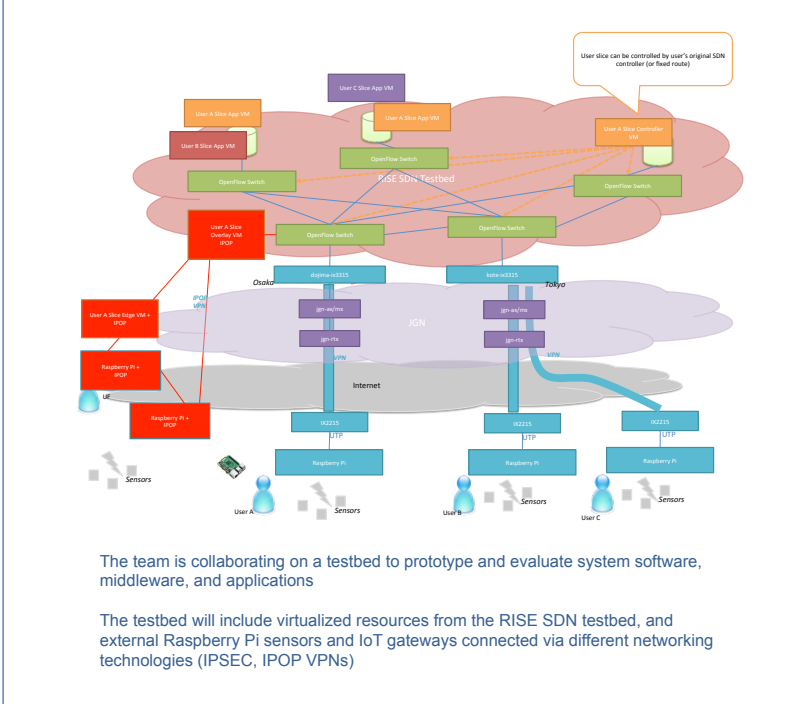 User slice can be controlled by user's original SDN
controller (or fixed route)
User C Slice App VM
User A Slice App VM
User A Slice App VM
User A Slice Controller
VM
User B Slice App VM
OpenFlow Switch
OpenFlow Switch
RISE SDN Testbed
OpenFlow Switch
User A Slice
Overlay VM
IPOP
OpenFlow Switch
OpenFlow Switch
dojima-ix3315
kote-ix3315
Osaka
Tokyo
IPOP
VPN
jgn-ax/mx
jgn-ax/mx
User A Slice Edge VM +
IPOP
JGN
jgn-rtx
jgn-rtx
VPN
VPN
Raspberry Pi +
IPOP
Internet
UF
Raspberry Pi +
IPOP
IX2215
IX2215
IX2215
UTP
UTP
UTP
Raspberry Pi
Raspberry Pi
Raspberry Pi
Sensors
Sensors
Sensors
Sensors
User A
User B
User C
The team is collaborating on a testbed to prototype and evaluate system software,
middleware, and applications
The testbed will include virtualized resources from the RISE SDN testbed, and
external Raspberry Pi sensors and IoT gateways connected via different networking
technologies (IPSEC, IPOP VPNs)